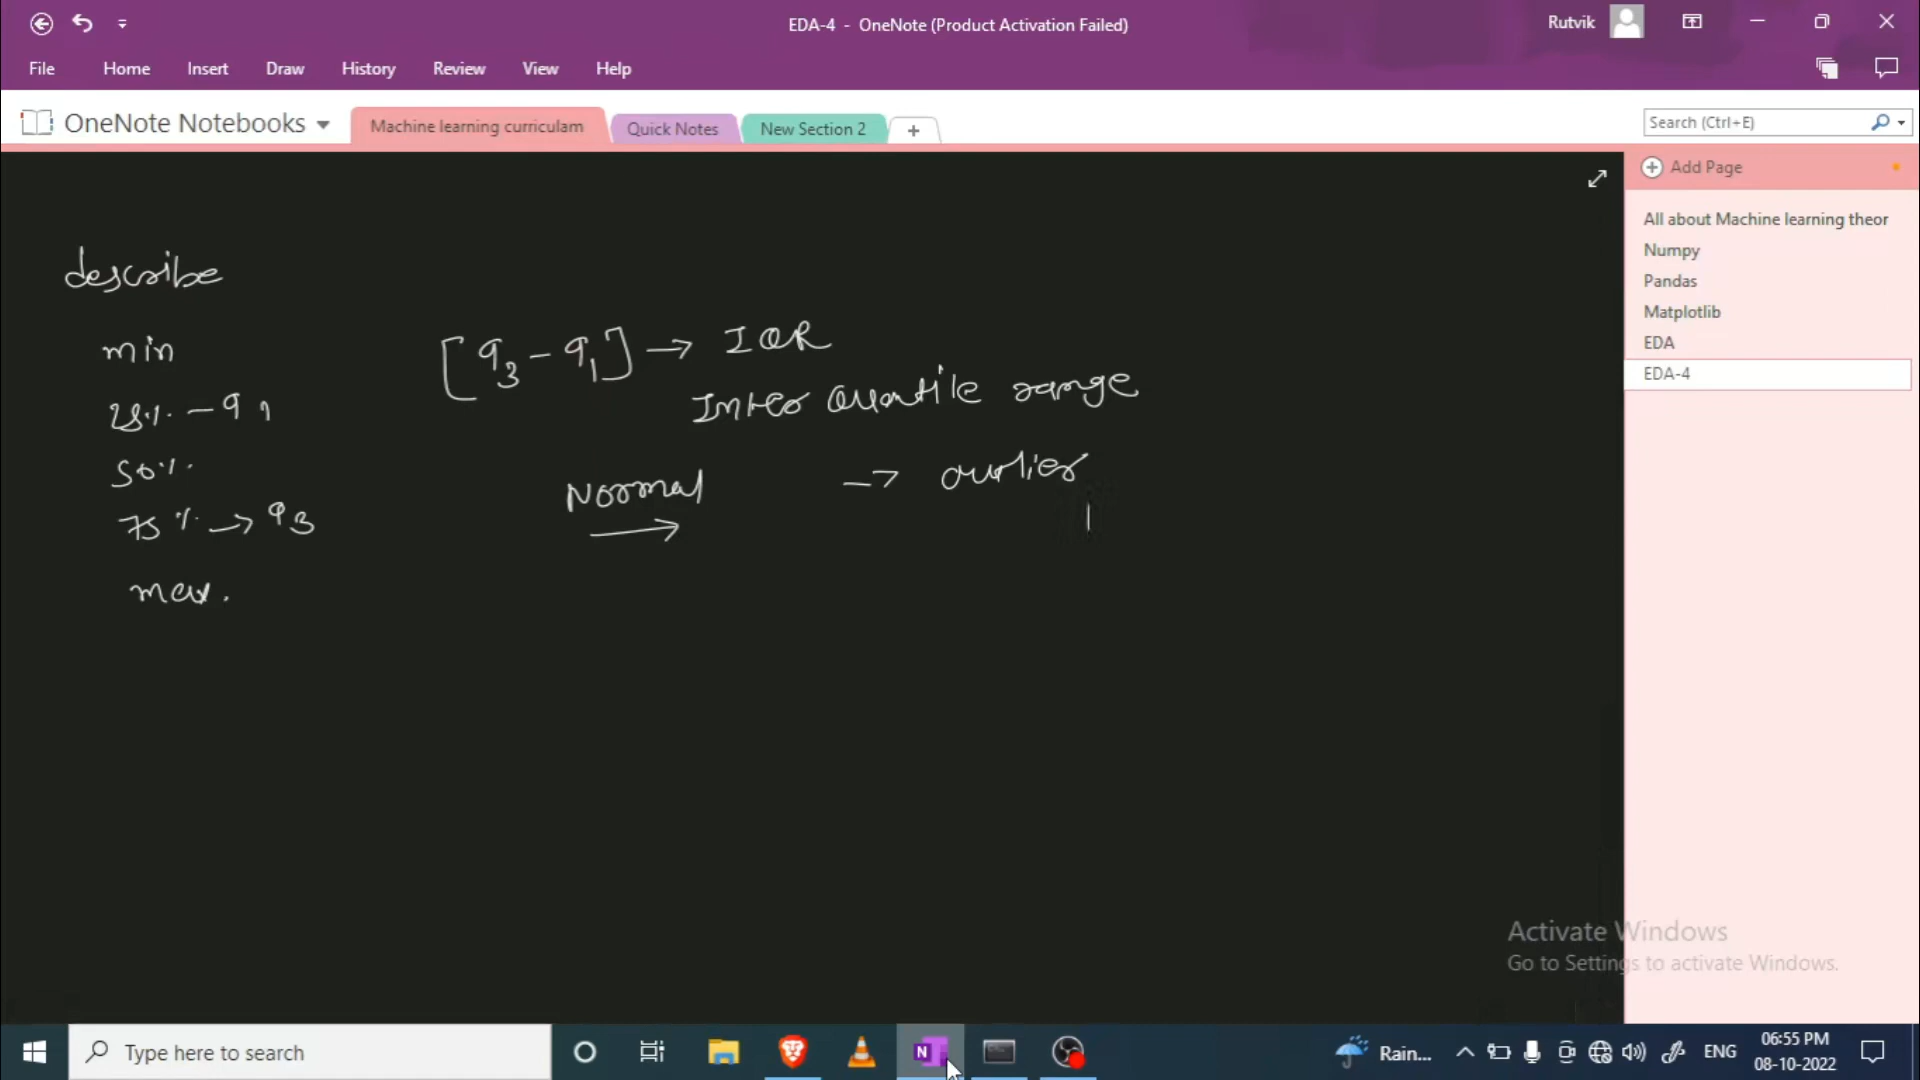 EDA-4 - OneNote (Product Activation Failed)
Rutvik
File Home Insert Draw History Review View Help
OneNote Notebooks
Machine learning curriculam
Quick Notes
New Section 2
Search (Ctrl+E)
Add Page
All about Machine learning theor
Numpy
Pandas
Matplotlib
EDA
EDA-4
describe
min
25% - q1
50%
75% → q3
max.
[q3 - q1] → IQR
Inter Quantile range
Normal → outlier
→
Activate Windows
Go to Settings to activate Windows.
Type here to search
Rain...
ENG
06:55 PM
08-10-2022